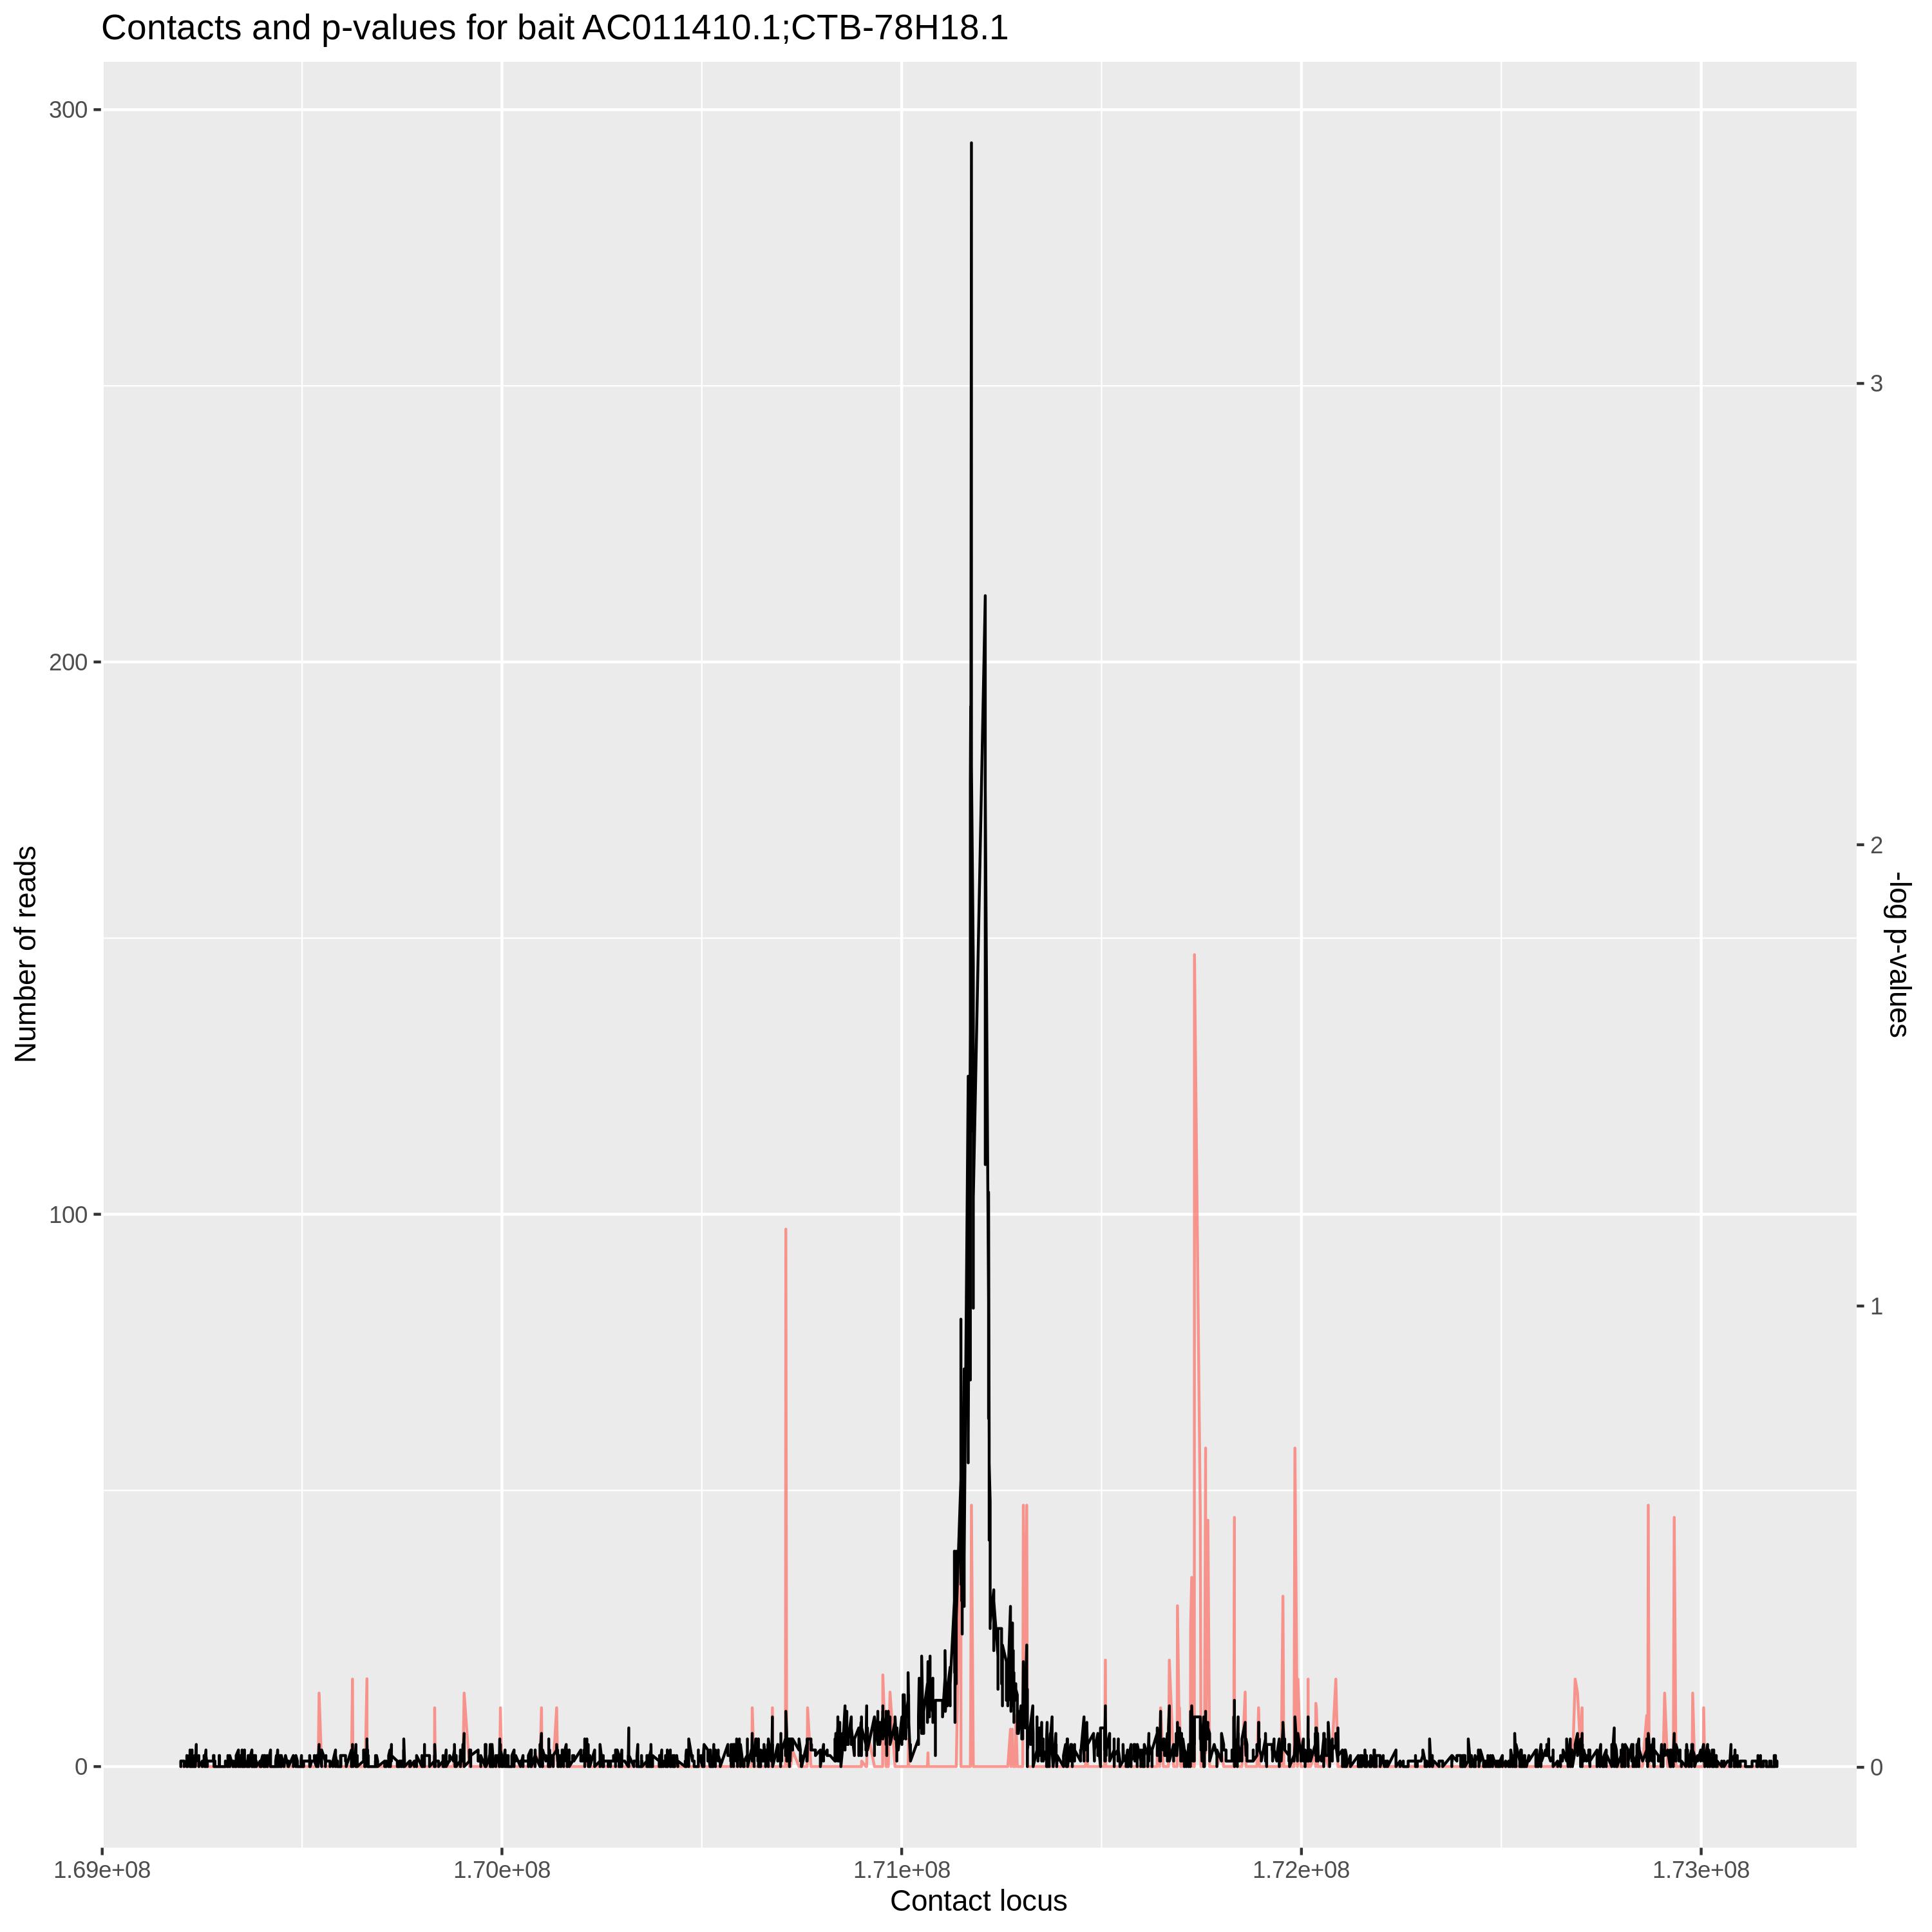 Contacts and p-values for bait AC011410.1;CTB-78H18.1
300
200
100
0
Number of reads
3
2
1
0
-log p-values
1.69e+08
1.70e+08
1.71e+08
1.72e+08
1.73e+08
Contact locus